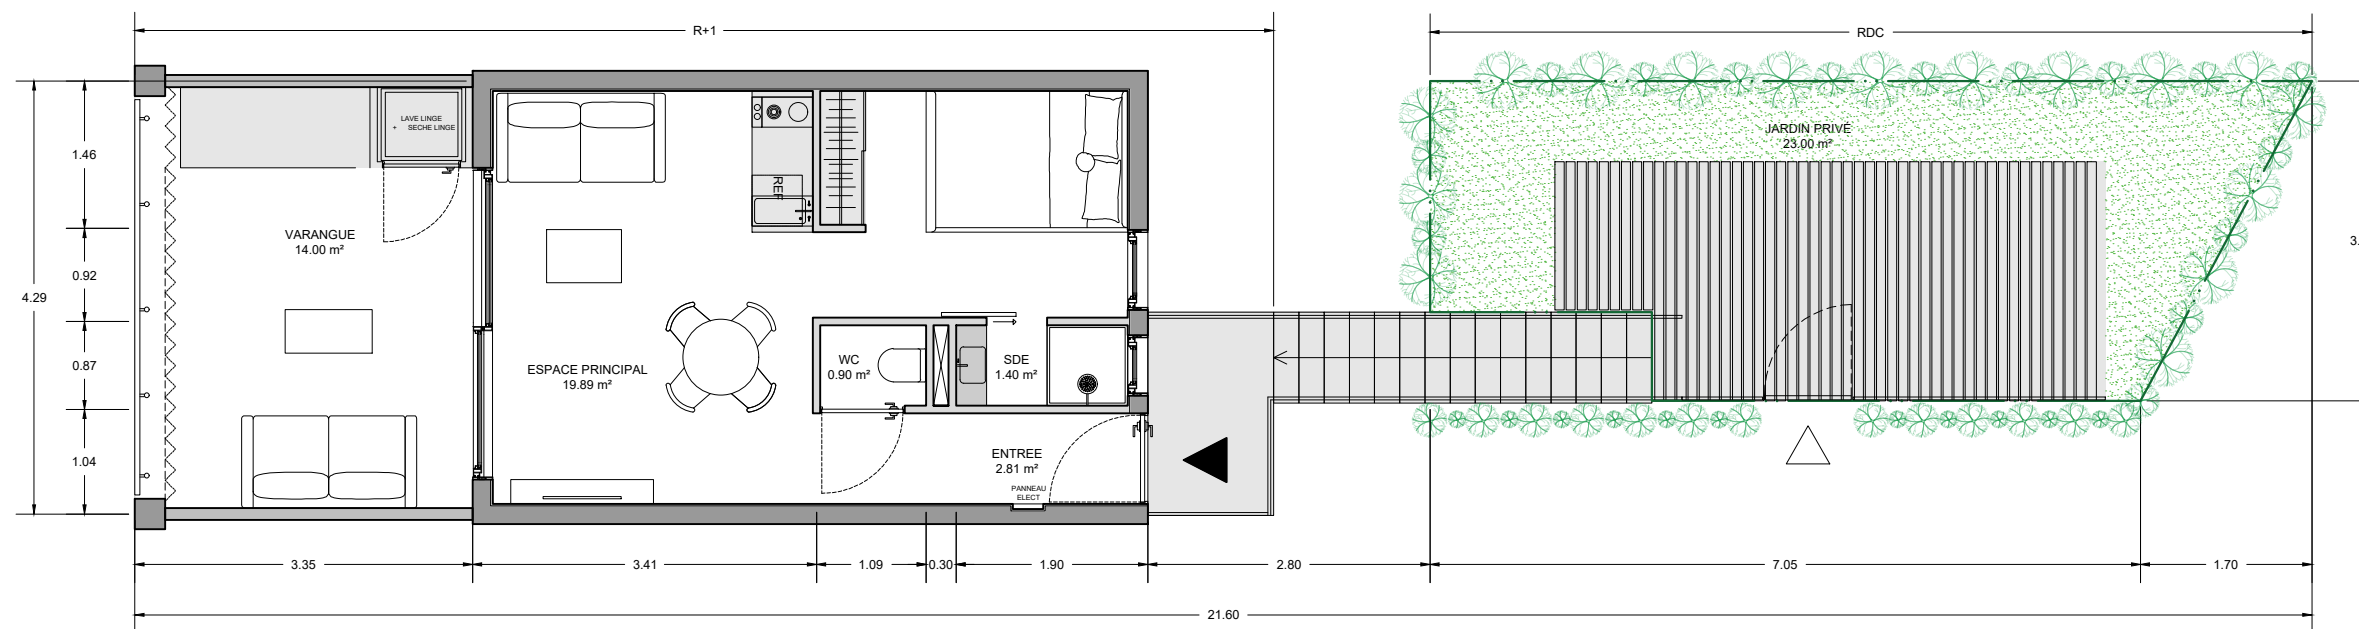 R+1
RDC
LAVE LINGE
+ SECHE LINGE
JARDIN PRIVÉ
23.00 m²
1.46
REF
3.
VARANGUE
14.00 m²
0.92
4.29
0.87
WC
0.90 m²
SDE
1.40 m²
ESPACE PRINCIPAL
19.89 m²
1.04
ENTREE
2.81 m²
PANNEAU
ELECT
3.35
3.41
1.09
0.30
1.90
2.80
7.05
1.70
21.60